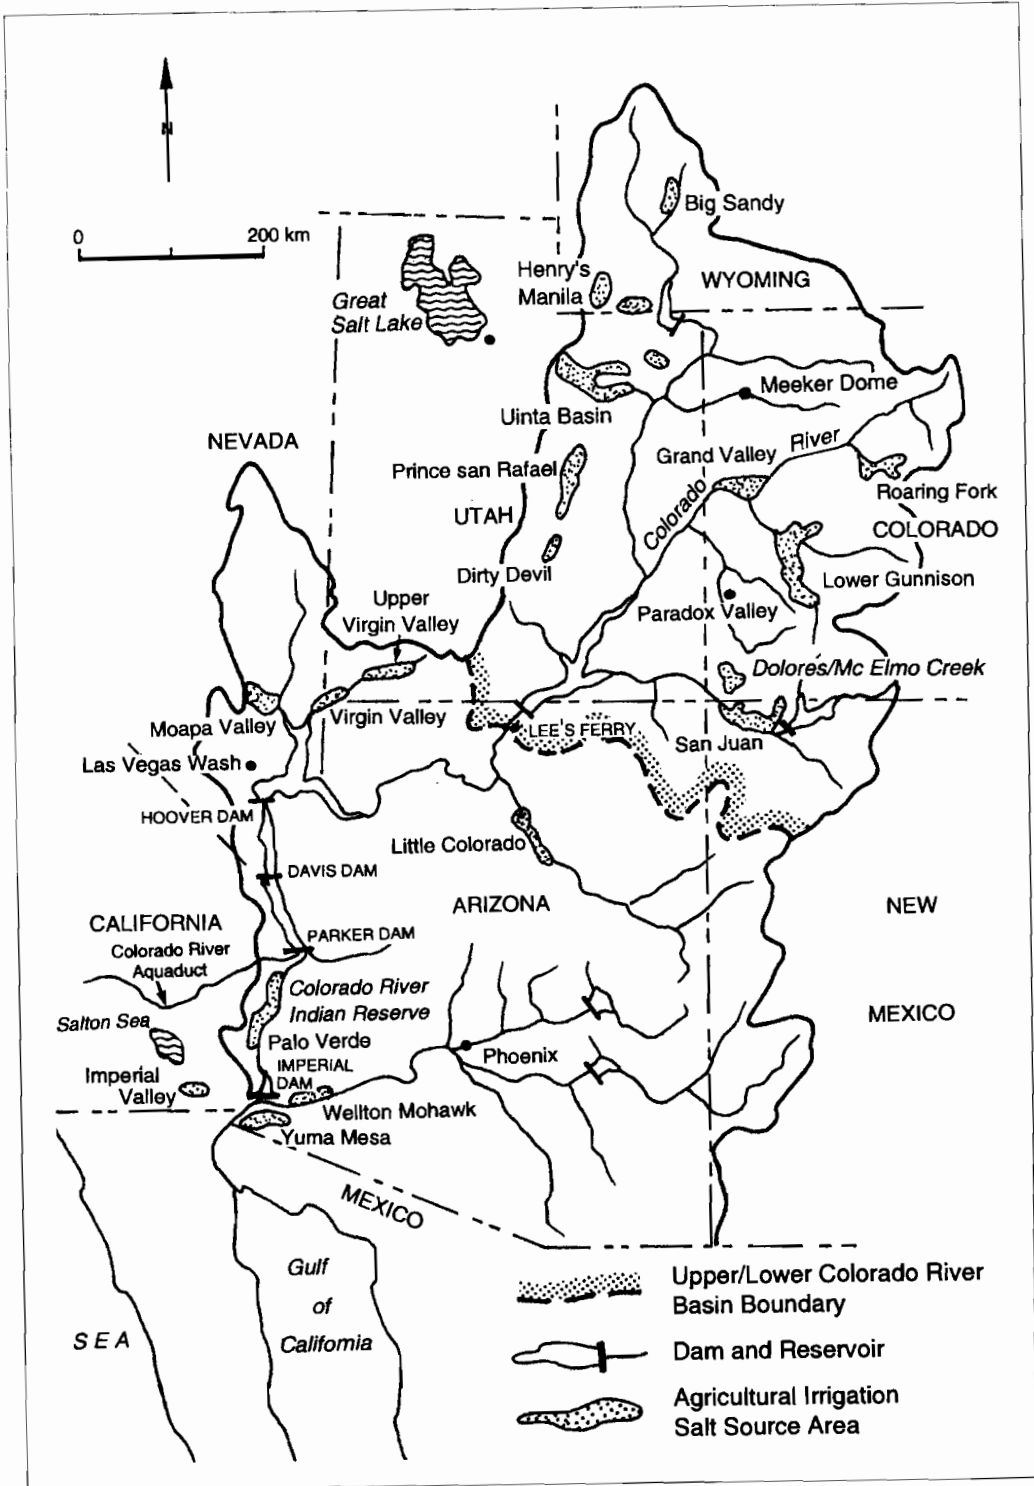 N
0 200 km
Big Sandy
Henry's
Manila
WYOMING
Great
Salt Lake
Meeker Dome
Uinta Basin
NEVADA
River
Grand Valley
Prince san Rafael
Roaring Fork
Colorado
UTAH
COLORADO
Dirty Devil
Lower Gunnison
Upper
Virgin Valley
Paradox Valley
Dolores/Mc Elmo Creek
Virgin Valley
Moapa Valley
LEE'S FERRY
San Juan
Las Vegas Wash
HOOVER DAM
Little Colorado
DAVIS DAM
ARIZONA
NEW
MEXICO
CALIFORNIA
PARKER DAM
Colorado River
Aquaduct
Colorado River
Indian Reserve
Salton Sea
Palo Verde
Phoenix
IMPERIAL
DAM
Imperial
Valley
Wellton Mohawk
Yuma Mesa
MEXICO
Gulf
of
California
SEA
Upper/Lower Colorado River
Basin Boundary
Dam and Reservoir
Agricultural Irrigation
Salt Source Area